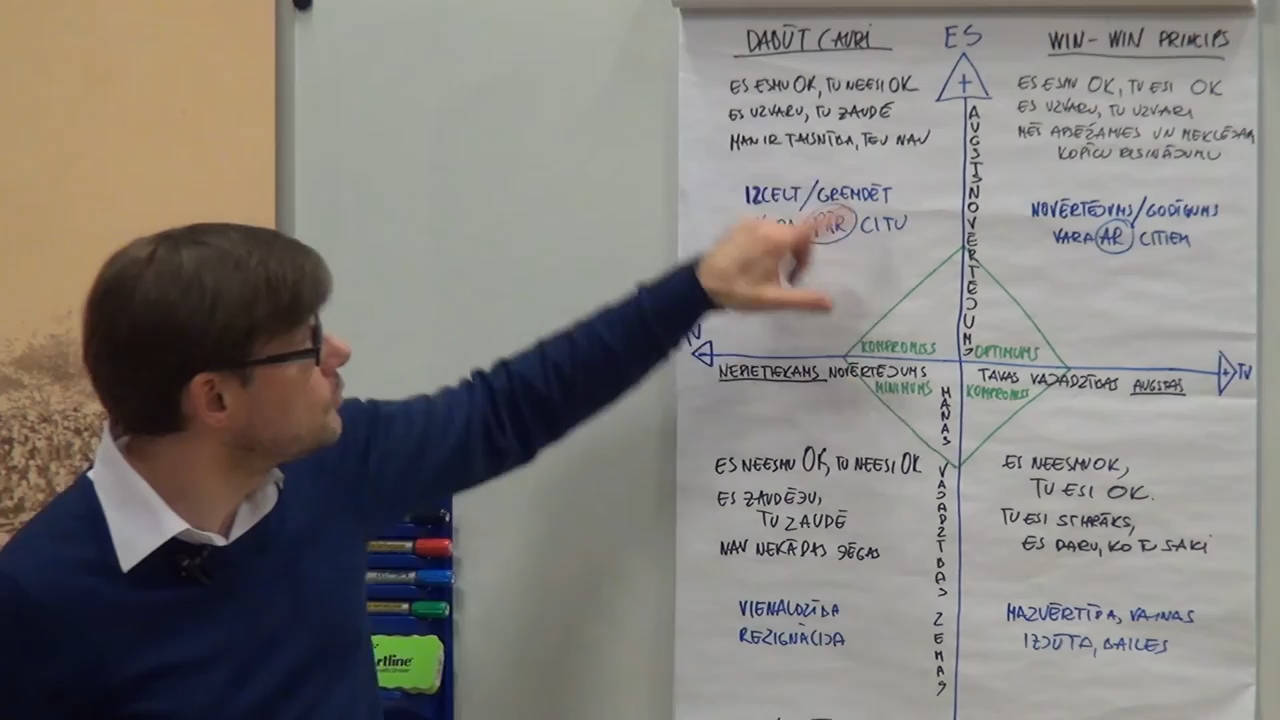 DABŪT CAURI
ES ESMU OK, TU NEESI OK
ES UZVARU, TU ZAUDĒ
MAN IR TAISNĪBA, TEV NAV
IZCELT/GREMDĒT
PĀR CITU
ES
+
AUGSTS NOVĒRTĒJUMS
WIN-WIN PRINCIPS
ES ESMU OK, TU ESI OK
ES UZVARU, TU UZVARI
MĒS ABĒJĀMIES UN MEKLĒJAM
KOPĪGU RISINĀJUMU
NOVĒRTĒJUMS/GODĪGUMS
VARA AR CITIEM
KOMPROMISS
OPTIMUMS
NEPIETIEKAMS NOVĒRTĒJUMS
TAVAS VAJADZĪBAS AUGSTAS
+ TU
MINIMUMS
KOMPROMISS
MANAS VAJADZĪBAS ZEMAS
ES NEESMU OK, TU NEESI OK
ES ZAUDĒJU,
TU ZAUDĒ
NAV NEKĀDAS JĒGAS
VIENALDZĪBA
REZIGNĀCIJA
ES NEESMU OK,
TU ESI OK.
TU ESI STIPRĀKS,
ES DARU, KO TU SAKI
MAZVĒRTĪBA, VAINAS
IZJŪTA, BAILES
artline